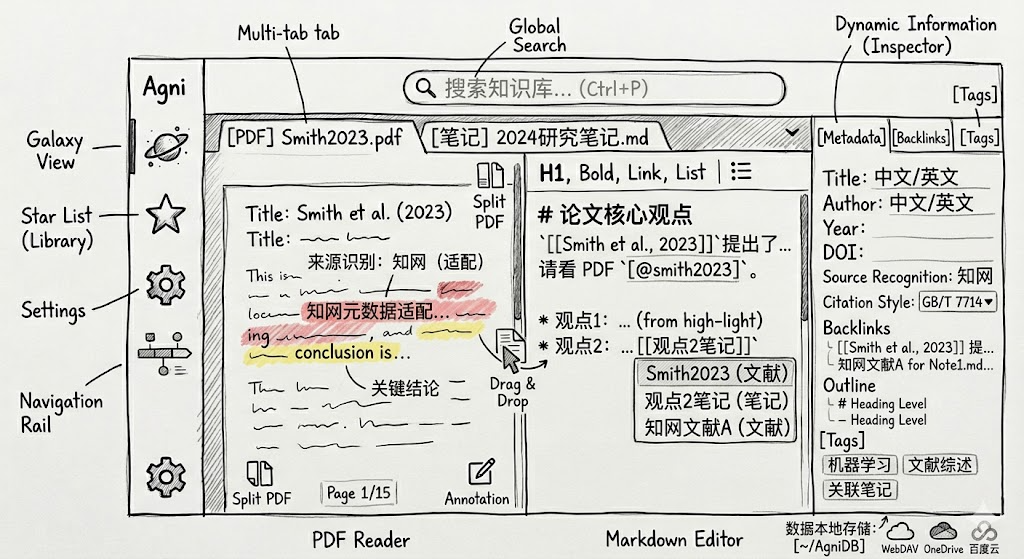 Multi-tab tab
Global
Search
Dynamic Information
(Inspector)
Agni
搜索知识库... (Ctrl+P)
[Tags]
Galaxy
View
Star List
(Library)
Settings
Navigation
Rail
[PDF] Smith2023.pdf
[笔记] 2024研究笔记.md
Split
PDF
Title: Smith et al. (2023)
Title:
来源识别：知网（适配）
This is
知网元数据适配...
ing
, and
conclusion is...
关键结论
Drag &
Drop
Split PDF
Page 1/15
Annotation
H1, Bold, Link, List
# 论文核心观点
`[[Smith et al., 2023]]`提出了...
请看 PDF `[@smith2023]`。
* 观点1：... (from high-light)
* 观点2：...[[观点2笔记]]`
Smith2023 (文献)
观点2笔记 (笔记)
知网文献A (文献)
[Metadata] [Backlinks] [Tags]
Title: 中文/英文
Author: 中文/英文
Year:
DOI:
Source Recognition: 知网
Citation Style: GB/T 7714
Backlinks
[[Smith et al., 2023]] 提...
知网文献A for Note1.md...
Outline
# Heading Level
– Heading Level
[Tags]
机器学习 文献综述
关联笔记
PDF Reader
Markdown Editor
数据本地存储：
[~/AgniDB]
WebDAV OneDrive 百度云